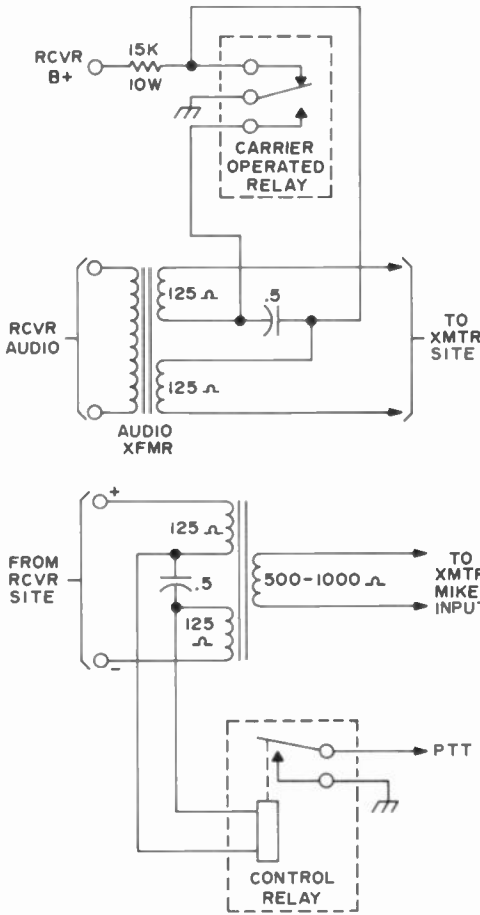 RCVR
B+
15K
10W
CARRIER
OPERATED
RELAY
RCVR
AUDIO
125 Ω
.5
125 Ω
AUDIO
XFMR
TO
XMTR
SITE
FROM
RCVR
SITE
+
125 Ω
.5
125
Ω
-
500-1000 Ω
TO
XMTR
MIKE
INPUT
PTT
CONTROL
RELAY